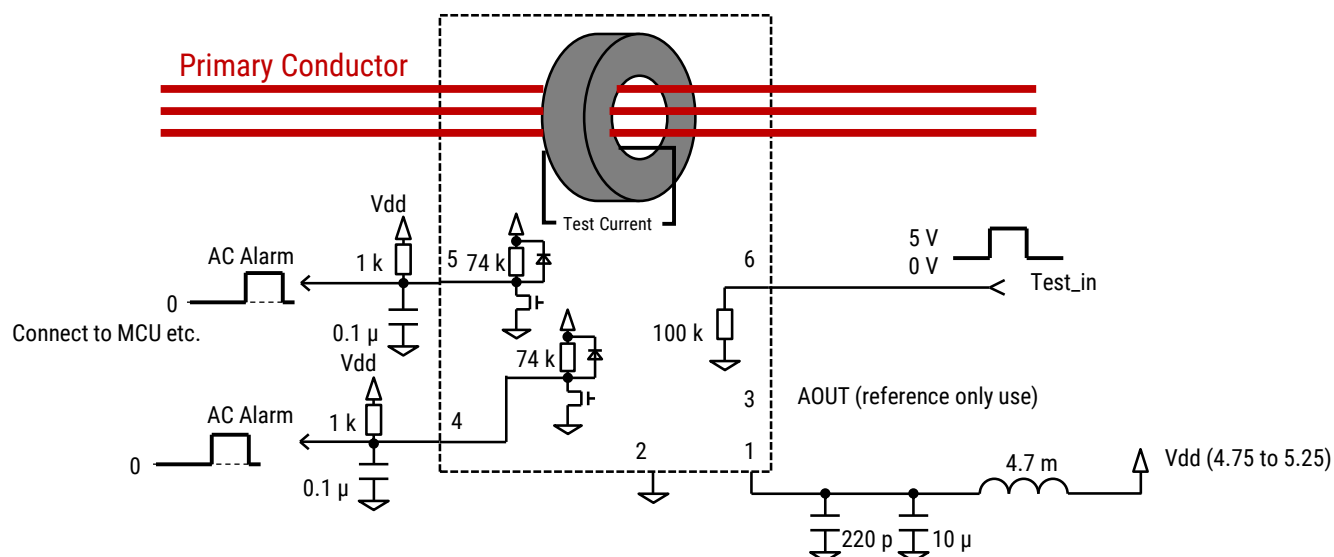 Primary Conductor
Test Current
Vdd
AC Alarm
1 k
5
74 k
6
5 V
0 V
Test_in
0
Connect to MCU etc.
0.1 µ
100 k
Vdd
74 k
AC Alarm
1 k
4
3
AOUT (reference only use)
0
0.1 µ
2
1
4.7 m
Vdd (4.75 to 5.25)
220 p
10 µ